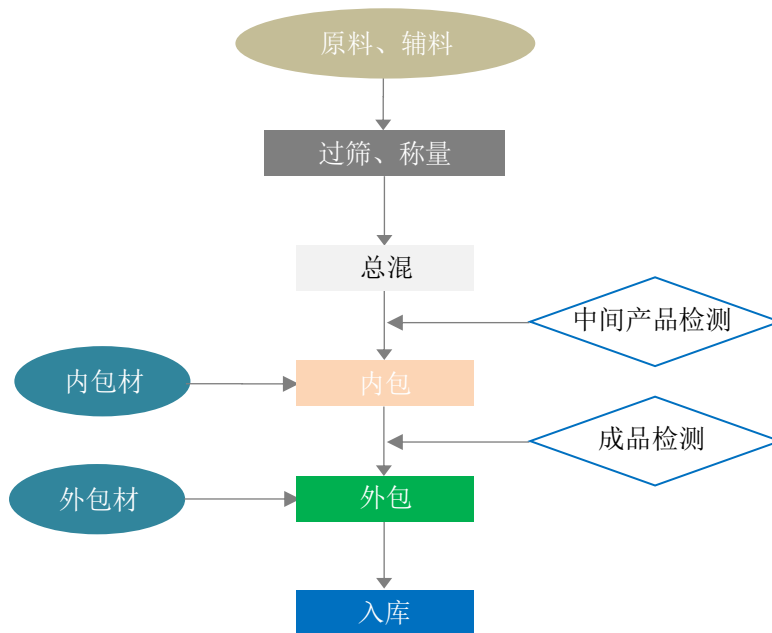 原料、辅料
过筛、称量
总混
中间产品检测
内包材
内包
成品检测
外包材
外包
入库